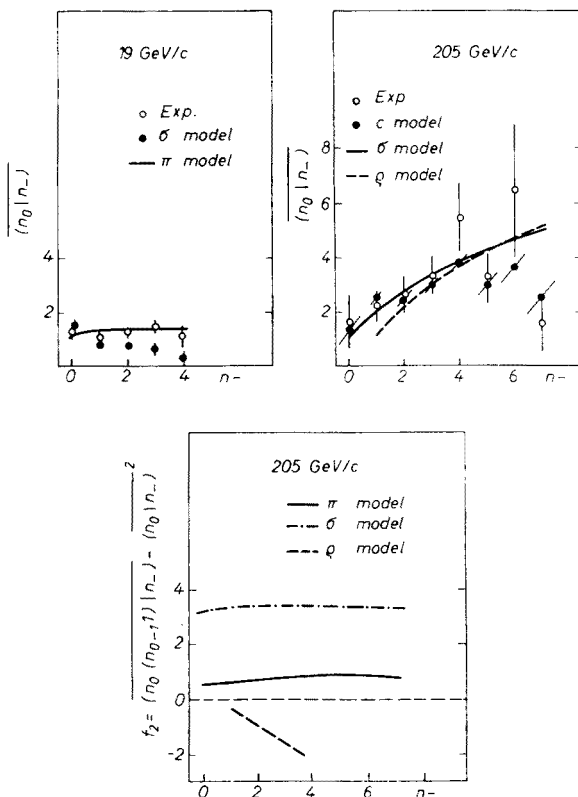 19 GeV/c
○ Exp.
● σ model
— π model
(n₀|n₋)
4
2
0 2 4 6 n-
205 GeV/c
○ Exp
● c model
— σ model
--- ρ model
(n₀|n₋)
8
6
4
2
0 2 4 6 n-
205 GeV/c
— π model
-·-·- σ model
--- ρ model
f₂=(n₀(n₀-1)|n₋) - (n₀|n₋)²
4
2
0
-2
0 2 4 6 n-